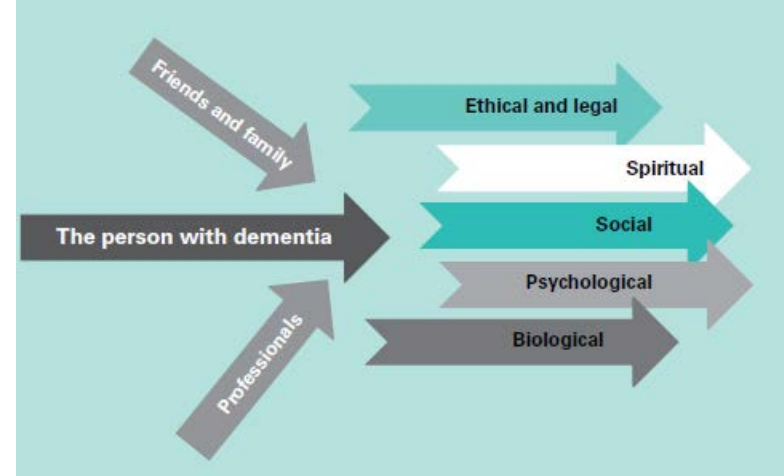 Friends and family
The person with dementia
Professionals
Ethical and legal
Spiritual
Social
Psychological
Biological